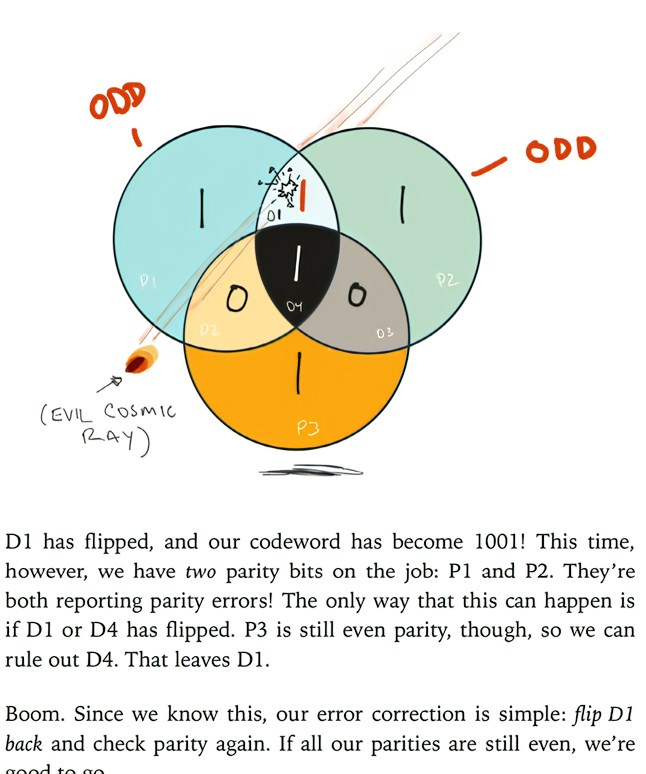 ODD
ODD
1
1
1
D1
1
D1
P2
0
0
D4
D2
D3
1
(EVIL COSMIC
RAY)
P3
D1 has flipped, and our codeword has become 1001! This time,
however, we have two parity bits on the job: P1 and P2. They’re
both reporting parity errors! The only way that this can happen is
if D1 or D4 has flipped. P3 is still even parity, though, so we can
rule out D4. That leaves D1.
Boom. Since we know this, our error correction is simple: flip D1
back and check parity again. If all our parities are still even, we’re
good to go